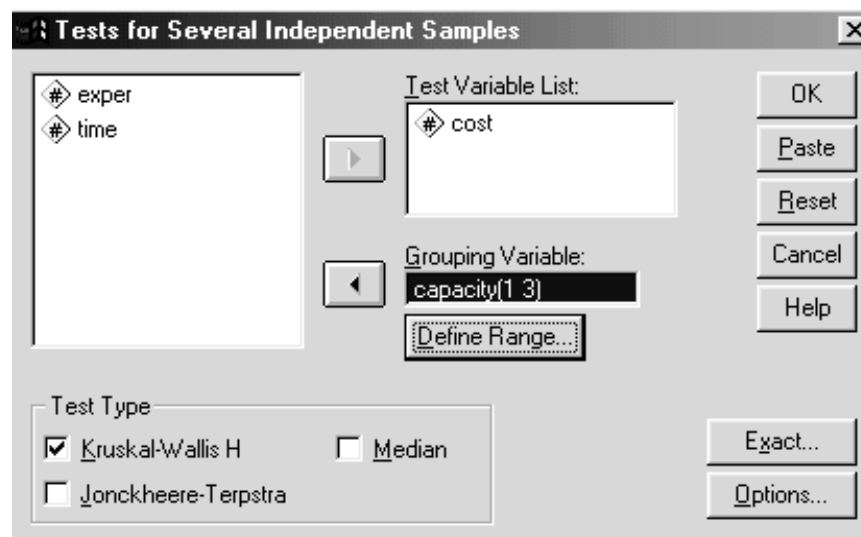 Tests for Several Independent Samples
exper
time
Test Variable List:
cost
Grouping Variable:
capacity(1 3)
Define Range...
OK
Paste
Reset
Cancel
Help
Test Type
Kruskal-Wallis H
Median
Jonckheere-Terpstra
Exact...
Options...